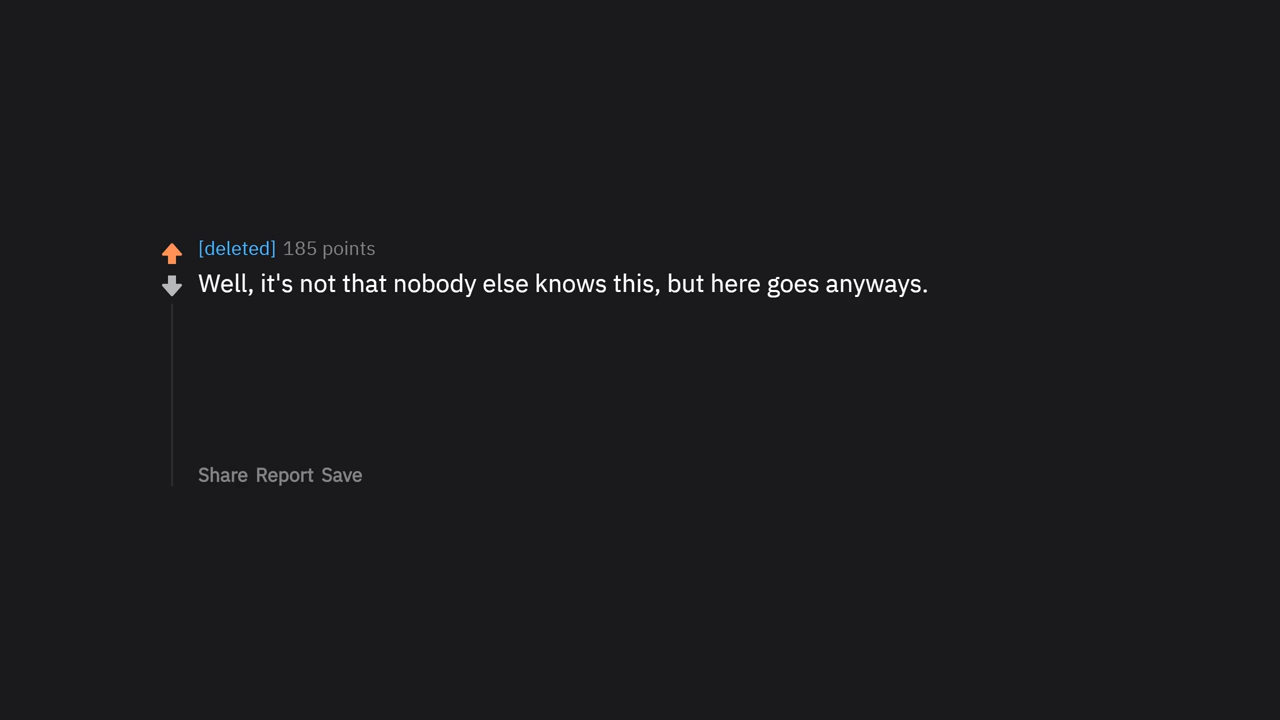 [deleted] 185 points
Well, it's not that nobody else knows this, but here goes anyways.
Share Report Save